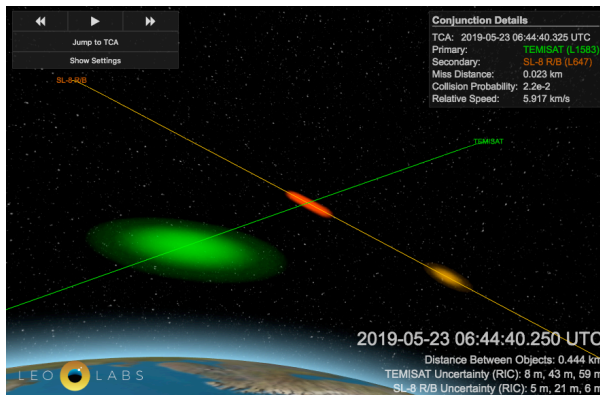 Jump to TCA
Show Settings
Conjunction Details
TCA: 2019-05-23 06:44:40.325 UTC
Primary: TEMISAT (L1583)
Secondary: SL-8 R/B (L647)
Miss Distance: 0.023 km
Collision Probability: 2.2e-2
Relative Speed: 5.917 km/s
SL-8 R/B
TEMISAT
2019-05-23 06:44:40.250 UTC
Distance Between Objects: 0.444 km
TEMISAT Uncertainty (RIC): 8 m, 43 m, 59 m
SL-8 R/B Uncertainty (RIC): 5 m, 21 m, 6 m
LEO LABS